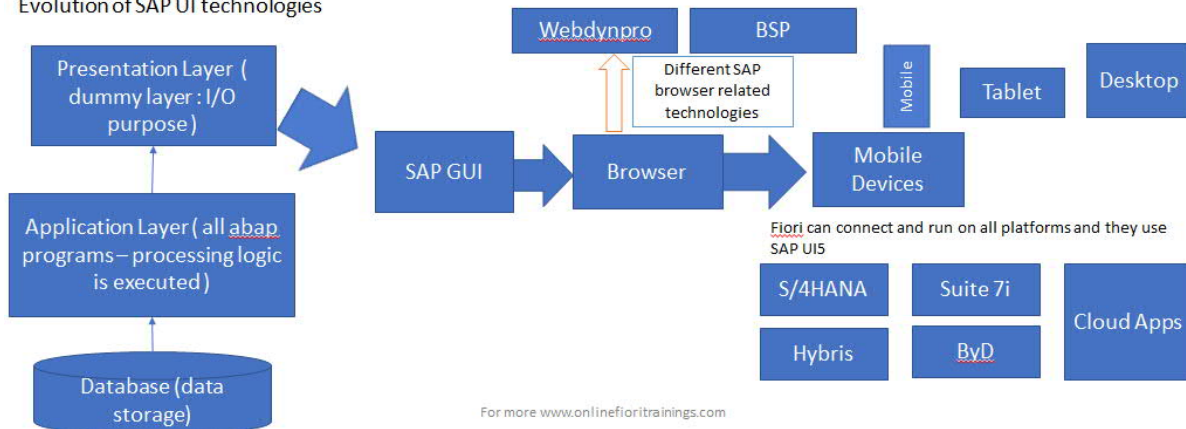 Evolution of SAP UI technologies
Presentation Layer (
dummy layer : I/O
purpose )
Application Layer ( all abap
programs – processing logic
is executed )
Database (data
storage)
SAP GUI
Webdynpro
BSP
Different SAP
browser related
technologies
Browser
Mobile
Tablet
Desktop
Mobile
Devices
Fiori can connect and run on all platforms and they use
SAP UI5
S/4HANA
Suite 7i
Cloud Apps
Hybris
ByD
For more www.onlinefioritrainings.com